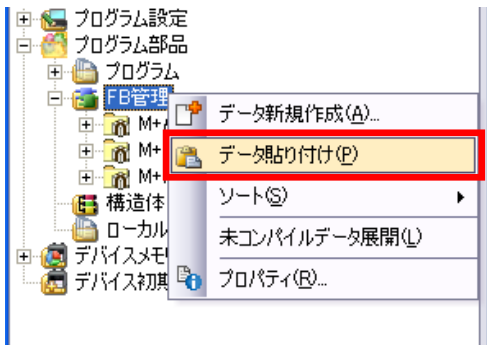 プログラム設定
プログラム部品
プログラム
FB管理
データ新規作成(A)...
M+
データ貼り付け(P)
M+
M+
ソート(S)
構造体
ローカル
未コンパイルデータ展開(L)
デバイスメモ
デバイス初期
プロパティ(R)...